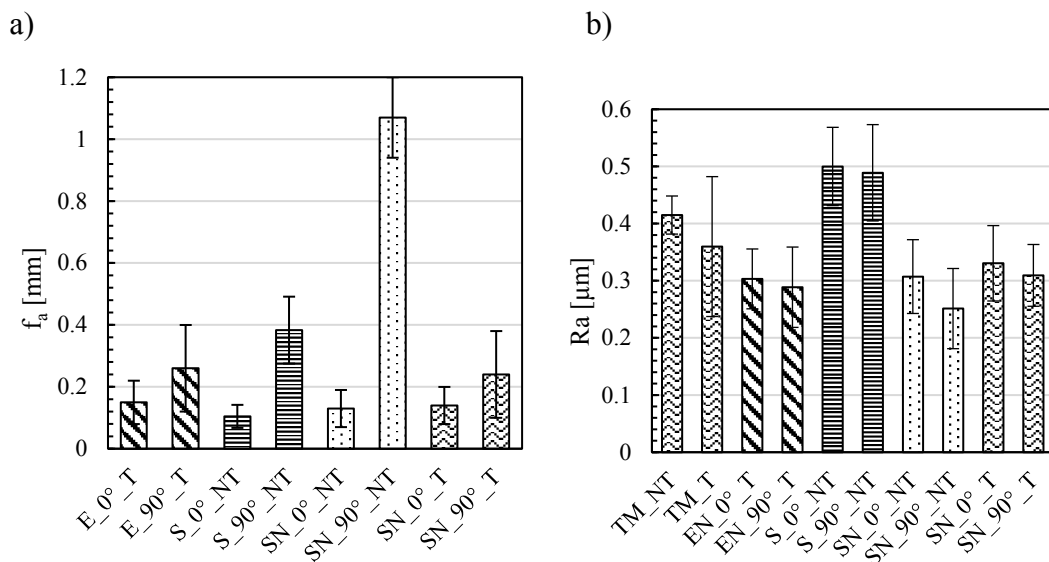 a)
f_a [mm]
1.2
1
0.8
0.6
0.4
0.2
0
E_0°_T
E_90°_T
S_0°_NT
S_90°_NT
SN_0°_NT
SN_90°_NT
SN_0°_T
SN_90°_T
b)
Ra [µm]
0.6
0.5
0.4
0.3
0.2
0.1
0
TM_NT
TM_T
EN_0°_T
EN_90°_T
S_0°_NT
S_90°_NT
SN_0°_NT
SN_90°_NT
SN_0°_T
SN_90°_T